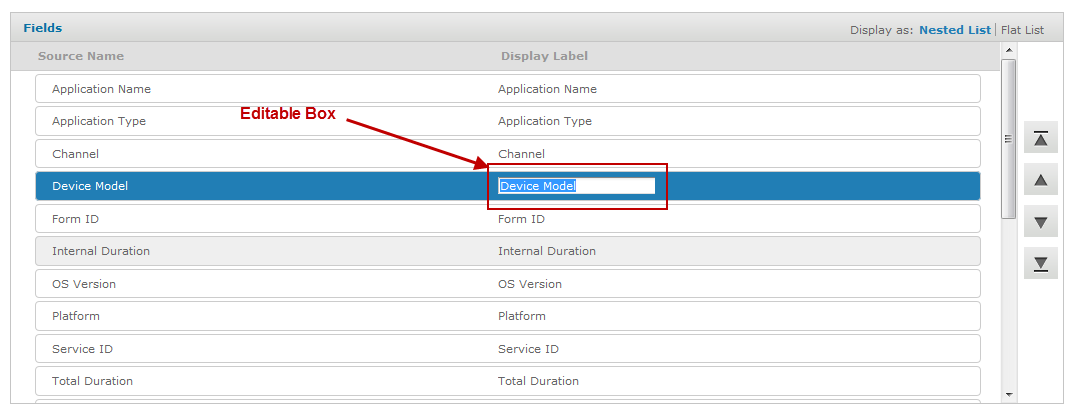 Fields
Display as: Nested List | Flat List
Source Name Display Label
Application Name Application Name
Editable Box
Application Type Application Type
Channel Channel
Device Model Device Model
Form ID Form ID
Internal Duration Internal Duration
OS Version OS Version
Platform Platform
Service ID Service ID
Total Duration Total Duration